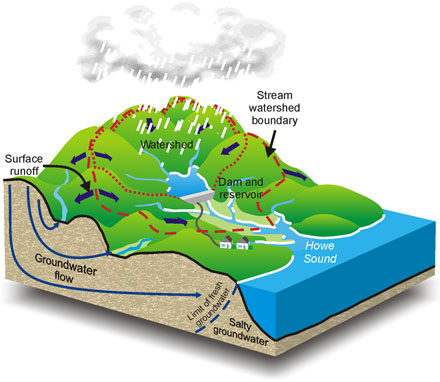 Stream
watershed
boundary
Watershed
Surface
runoff
Dam and
reservoir
Howe
Sound
Groundwater
flow
Limit of fresh
groundwater
Salty
groundwater